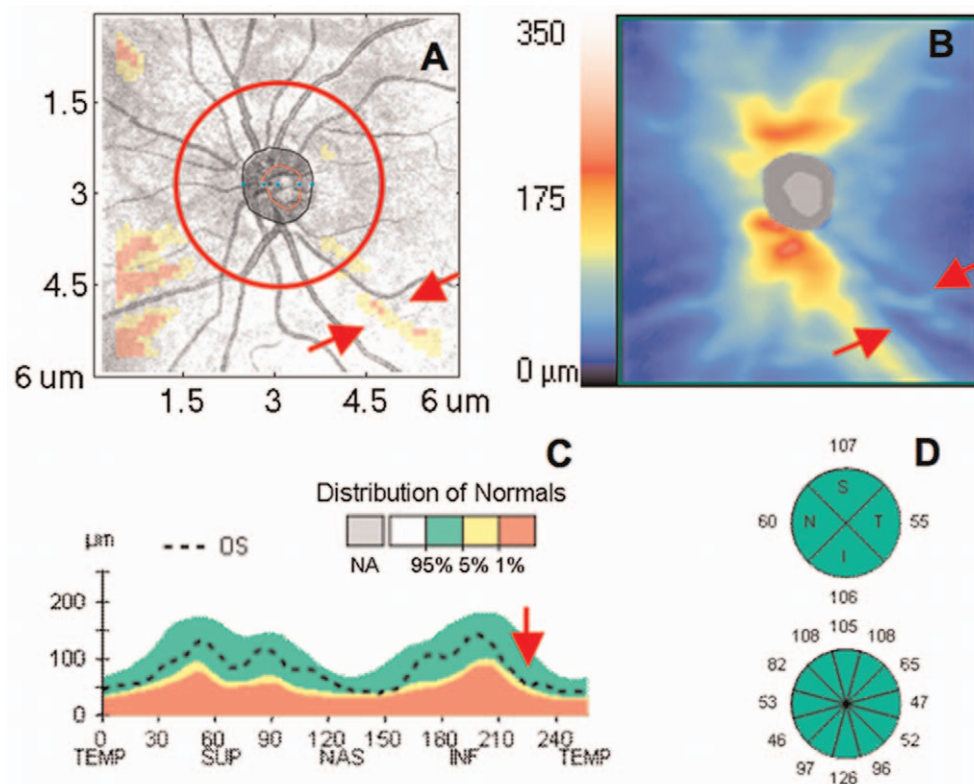 A
1.5
3
4.5
6 um
1.5 3 4.5 6 um
B
350
175
0 μm
C
Distribution of Normals
NA 95% 5% 1%
μm
OS
200
100
0
0 30 60 90 120 150 180 210 240
TEMP SUP NAS INF TEMP
D
107
S
60 N T 55
I
106
105
108 108
82 65
53 47
46 52
97 96
126